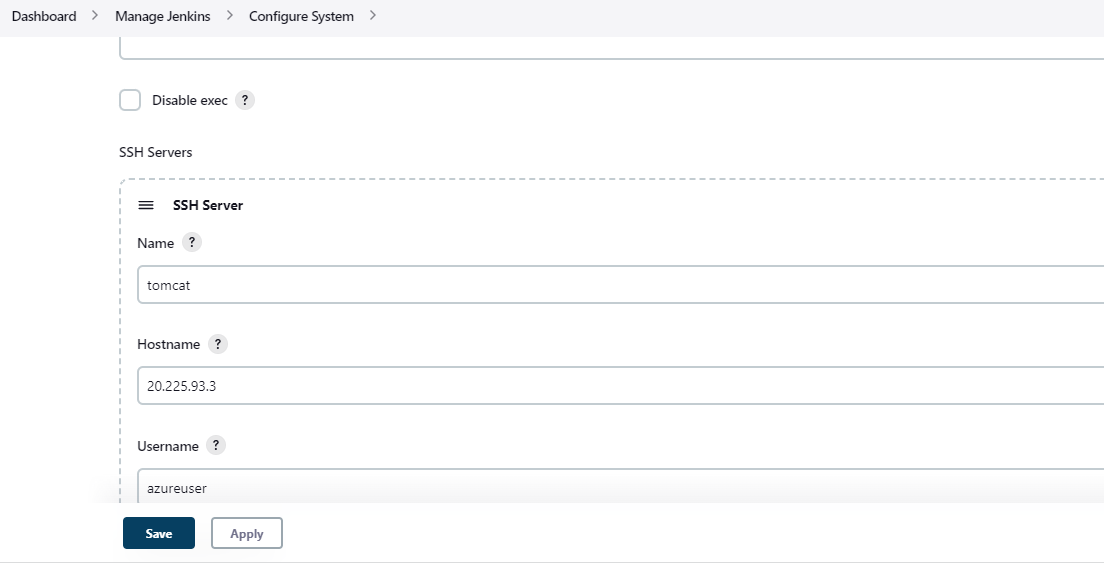 Dashboard > Manage Jenkins > Configure System >
Disable exec ?
SSH Servers
SSH Server
Name ?
tomcat
Hostname ?
20.225.93.3
Username ?
azureuser
Save Apply